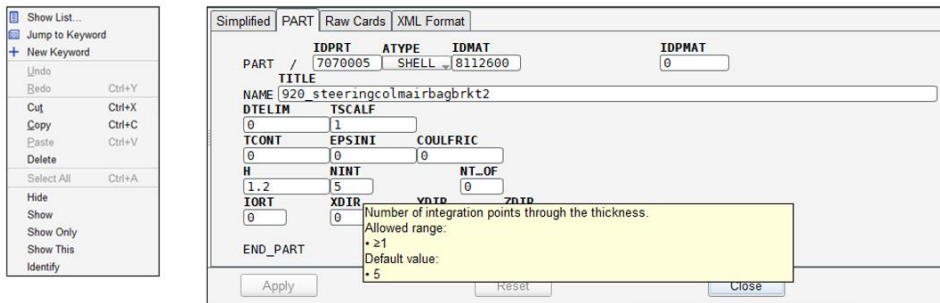 Show List...
Jump to Keyword
New Keyword
Undo
Redo Ctrl+Y
Cut Ctrl+X
Copy Ctrl+C
Paste Ctrl+V
Delete
Select All Ctrl+A
Hide
Show
Show Only
Show This
Identify
Simplified PART Raw Cards XML Format
IDPRT ATYPE IDMAT IDPMAT
PART / 7070005 SHELL 8112600 0
TITLE
NAME 920_steeringcolmairbagbrkt2
DTELIM TSCALF
0 1
TCONT EPSINI COULFRIC
0 0 0
H NINT NT_OF
1.2 5 0
IORT XDIR YDIR ZDIR
0 0
Number of integration points through the thickness.
Allowed range:
• ≥1
Default value:
• 5
END_PART
Apply Reset Close